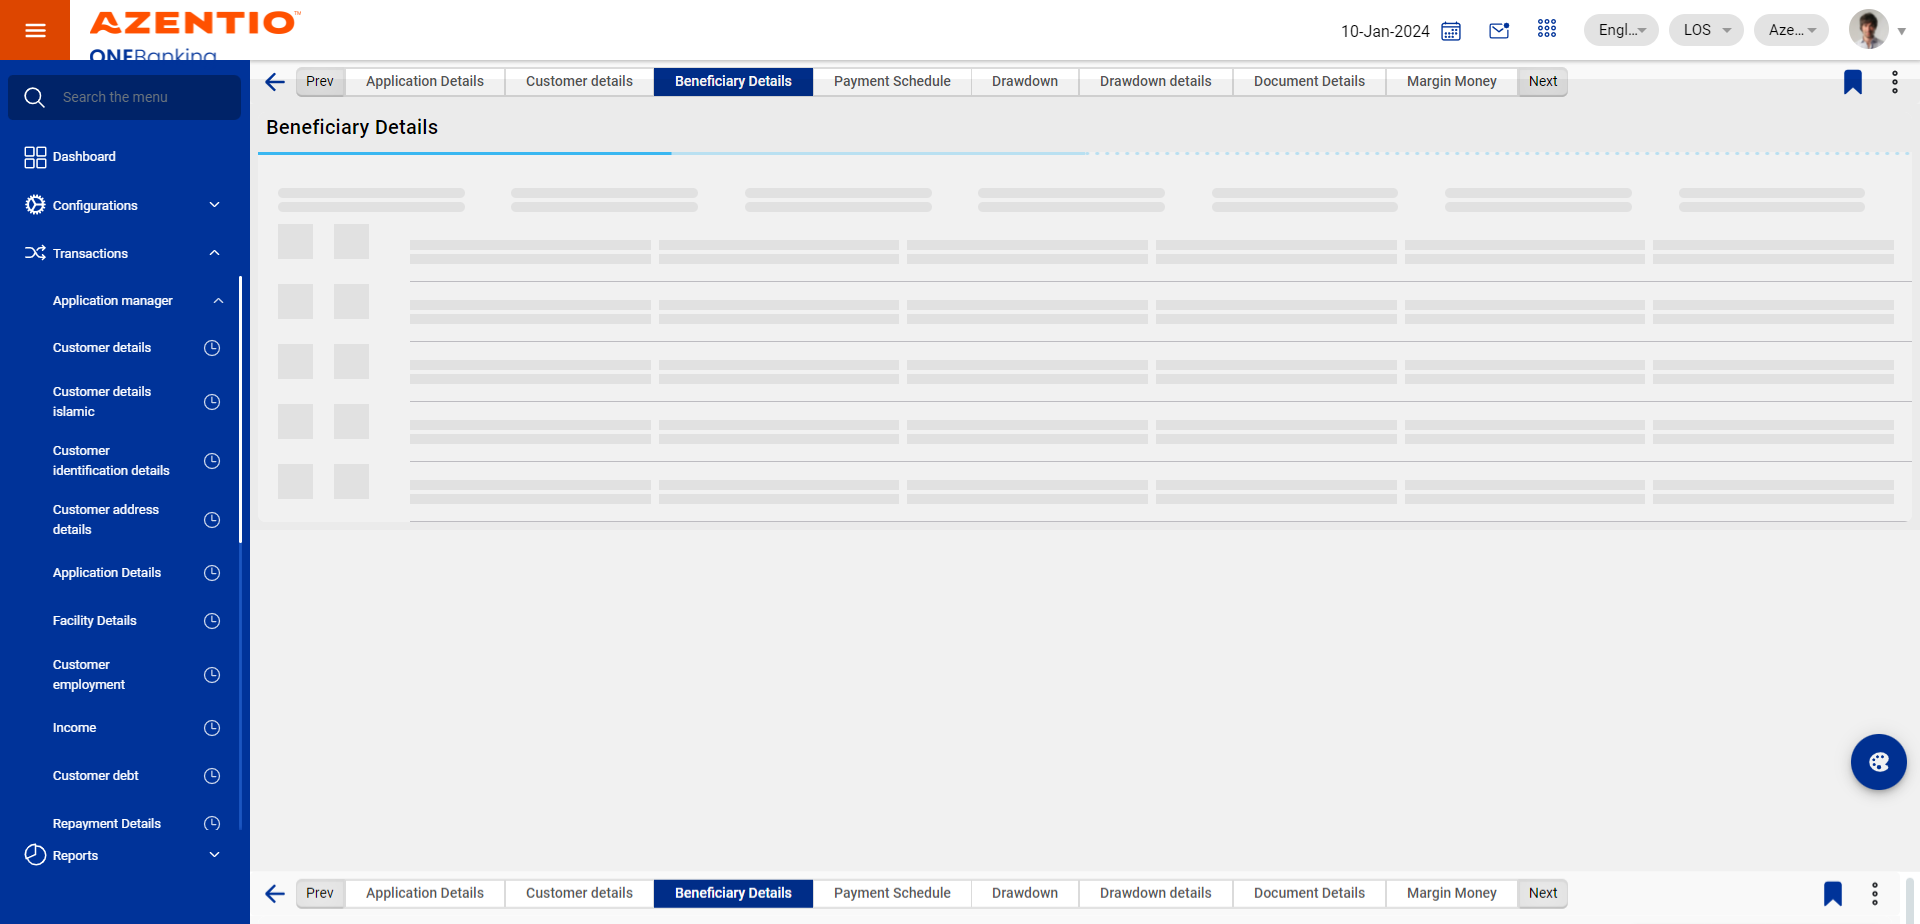 AZENTIO™
ONEBanking
10-Jan-2024
Engl...
LOS
Aze...
Search the menu
Dashboard
Configurations
Transactions
Application manager
Customer details
Customer details
islamic
Customer
identification details
Customer address
details
Application Details
Facility Details
Customer
employment
Income
Customer debt
Repayment Details
Reports
Prev
Application Details
Customer details
Beneficiary Details
Payment Schedule
Drawdown
Drawdown details
Document Details
Margin Money
Next
Beneficiary Details
Prev
Application Details
Customer details
Beneficiary Details
Payment Schedule
Drawdown
Drawdown details
Document Details
Margin Money
Next